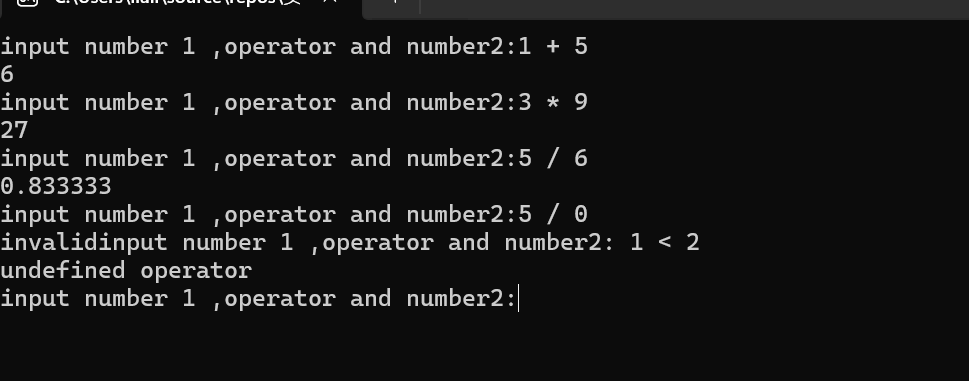 input number 1 ,operator and number2:1 + 5
6
input number 1 ,operator and number2:3 * 9
27
input number 1 ,operator and number2:5 / 6
0.833333
input number 1 ,operator and number2:5 / 0
invalidinput number 1 ,operator and number2: 1 < 2
undefined operator
input number 1 ,operator and number2: